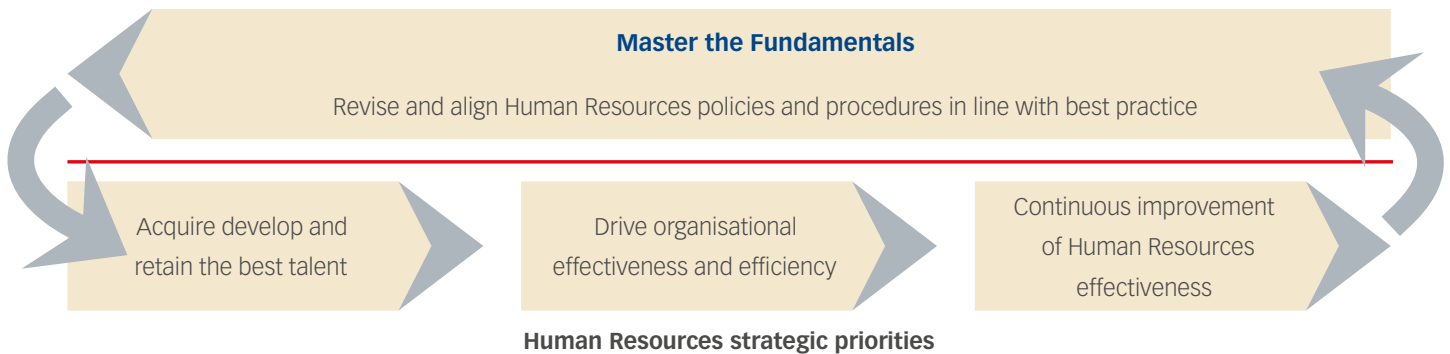 Master the Fundamentals
Revise and align Human Resources policies and procedures in line with best practice
Acquire develop and
retain the best talent
Drive organisational
effectiveness and efficiency
Continuous improvement
of Human Resources
effectiveness
Human Resources strategic priorities